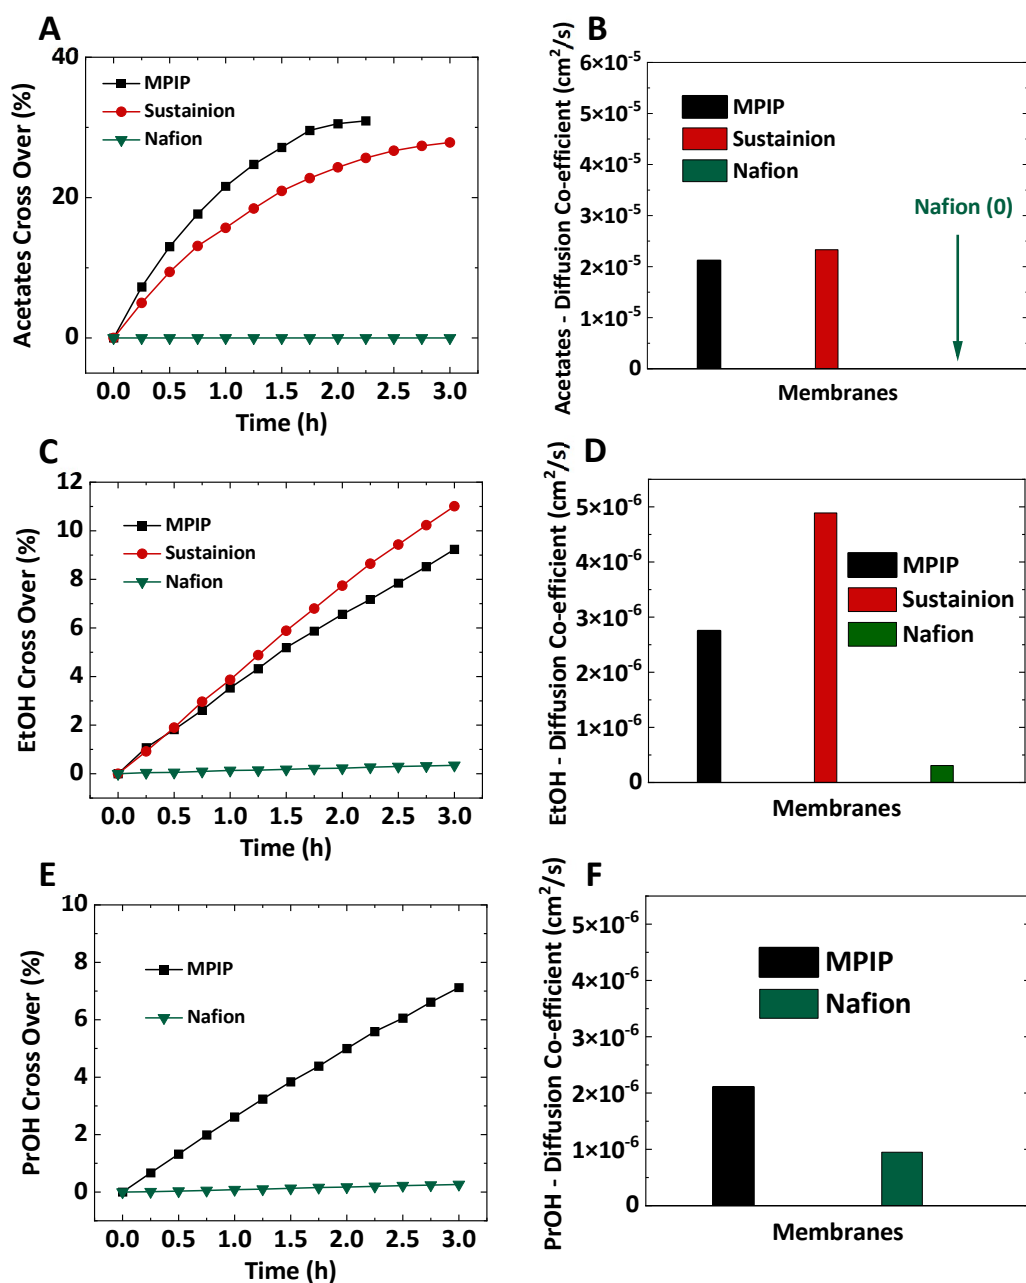 A
Acetates Cross Over (%)
40
20
0
MPIP
Sustainion
Nafion
0.0 0.5 1.0 1.5 2.0 2.5 3.0
Time (h)
B
Acetates - Diffusion Co-efficient (cm²/s)
6×10⁻⁵
5×10⁻⁵
4×10⁻⁵
3×10⁻⁵
2×10⁻⁵
1×10⁻⁵
0
MPIP
Sustainion
Nafion
Nafion (0)
Membranes
C
EtOH Cross Over (%)
12
10
8
6
4
2
0
MPIP
Sustainion
Nafion
0.0 0.5 1.0 1.5 2.0 2.5 3.0
Time (h)
D
EtOH - Diffusion Co-efficient (cm²/s)
5×10⁻⁶
4×10⁻⁶
3×10⁻⁶
2×10⁻⁶
1×10⁻⁶
0
MPIP
Sustainion
Nafion
Membranes
E
PrOH Cross Over (%)
10
8
6
4
2
0
MPIP
Nafion
0.0 0.5 1.0 1.5 2.0 2.5 3.0
Time (h)
F
PrOH - Diffusion Co-efficient (cm²/s)
5×10⁻⁶
4×10⁻⁶
3×10⁻⁶
2×10⁻⁶
1×10⁻⁶
0
MPIP
Nafion
Membranes